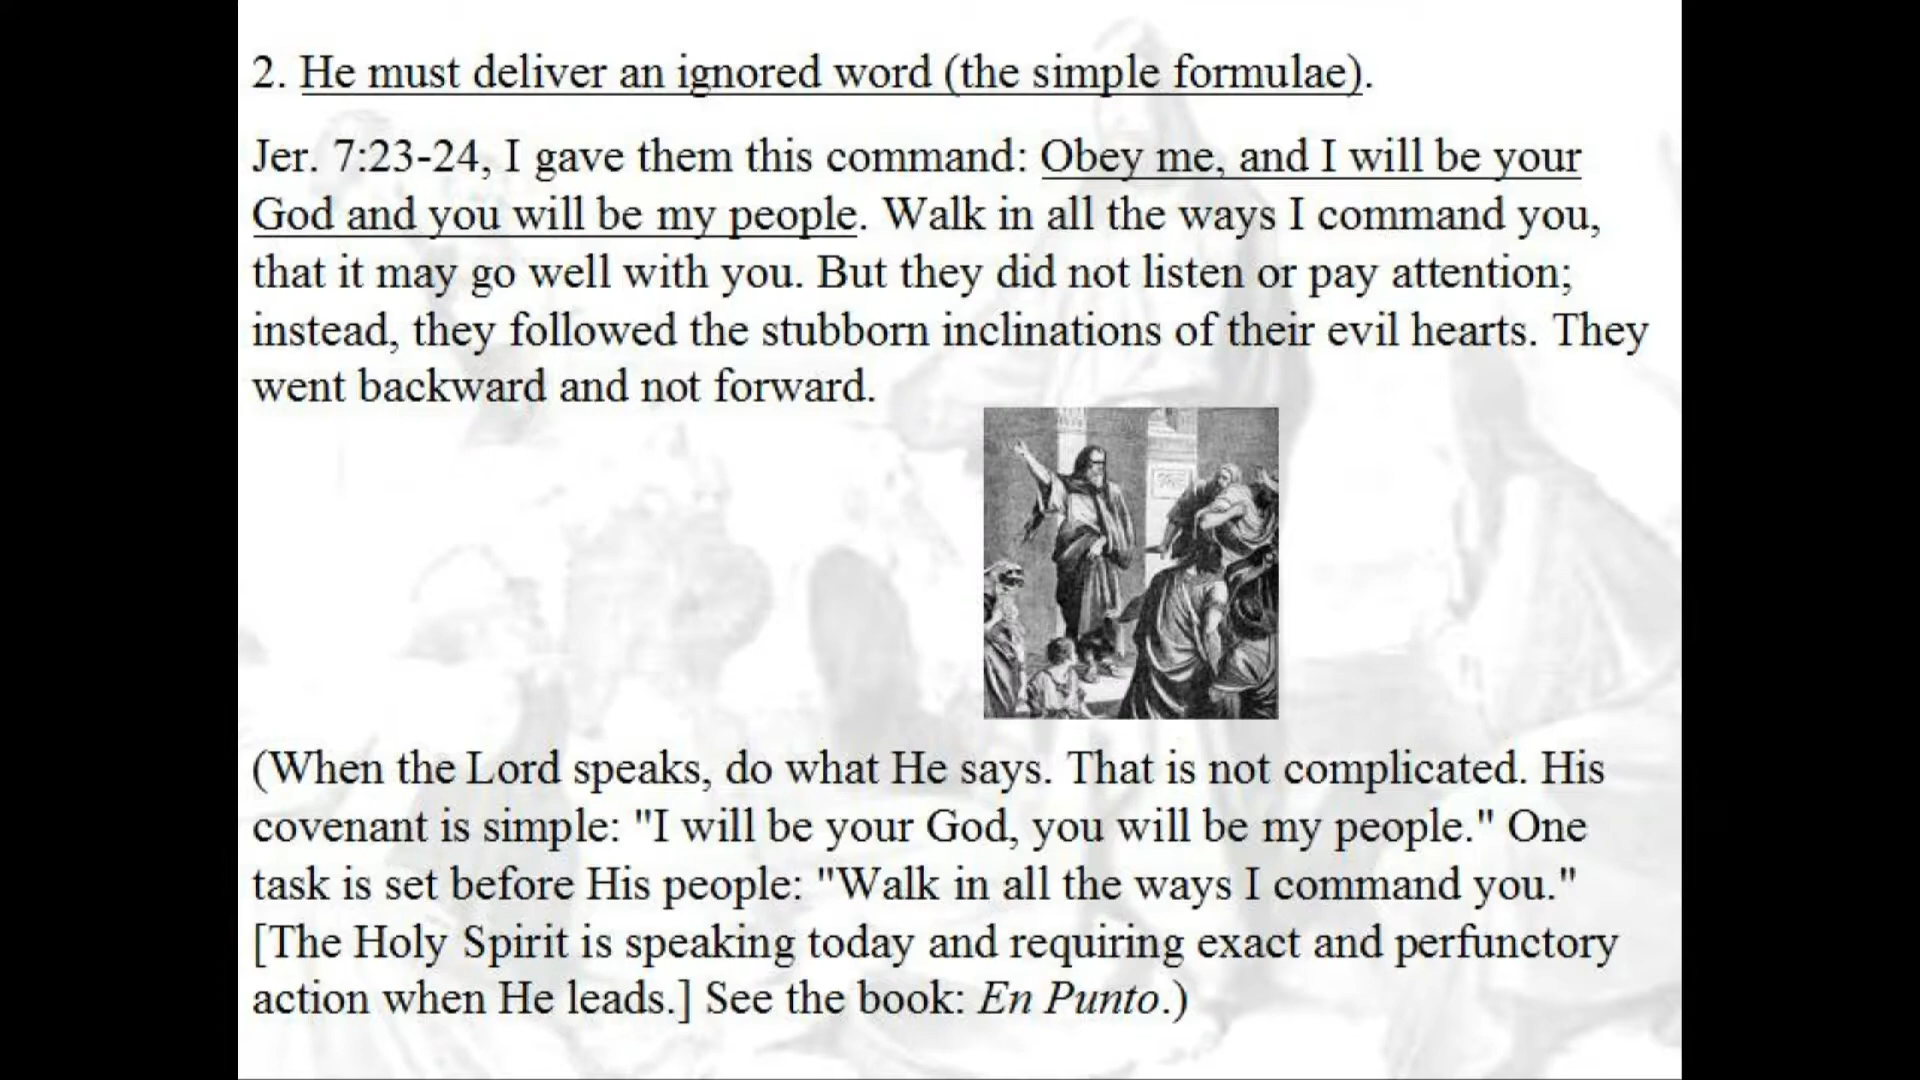 2. He must deliver an ignored word (the simple formulae).
Jer. 7:23-24, I gave them this command: Obey me, and I will be your
God and you will be my people. Walk in all the ways I command you,
that it may go well with you. But they did not listen or pay attention;
instead, they followed the stubborn inclinations of their evil hearts. They
went backward and not forward.
(When the Lord speaks, do what He says. That is not complicated. His
covenant is simple: "I will be your God, you will be my people." One
task is set before His people: "Walk in all the ways I command you."
[The Holy Spirit is speaking today and requiring exact and perfunctory
action when He leads.] See the book: En Punto.)